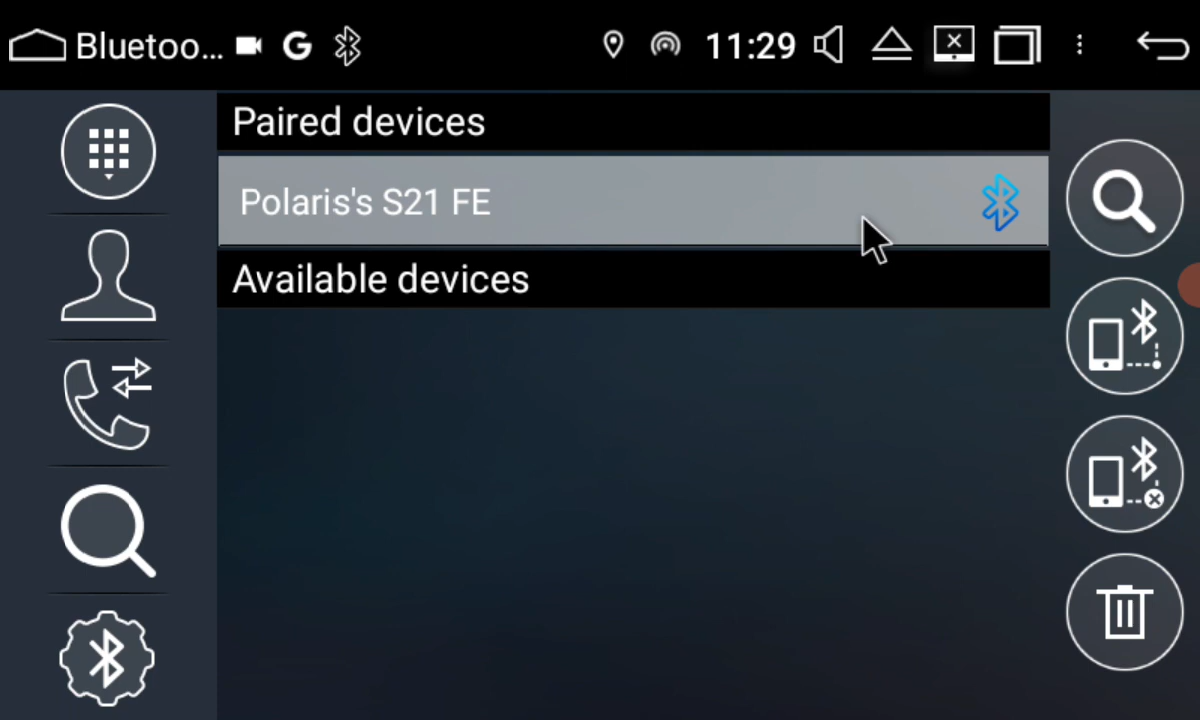 Bluetoo... G 11:29
Paired devices
Polaris's S21 FE
Available devices